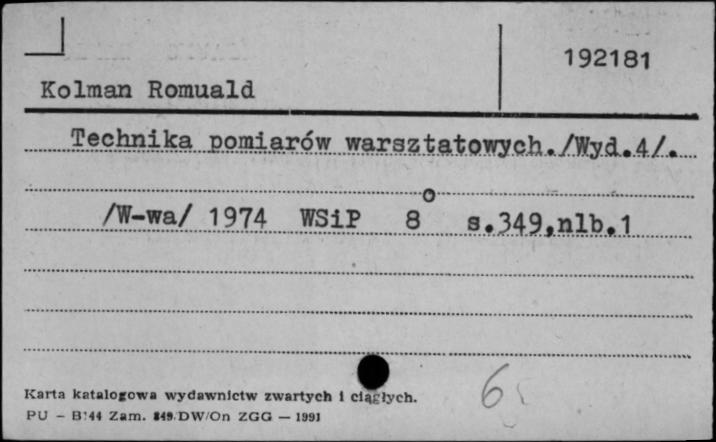 192181
Kolman Romuald
Technika pomiarów warsztatowych./Wyd.4/.
/W-wa/ 1974 WSiP 8° s.349,nlb.1
Karta katalogowa wydawnictw zwartych i ciągłych.
PU – B144 Zam. 849.DW/On ZGG — 1991
6